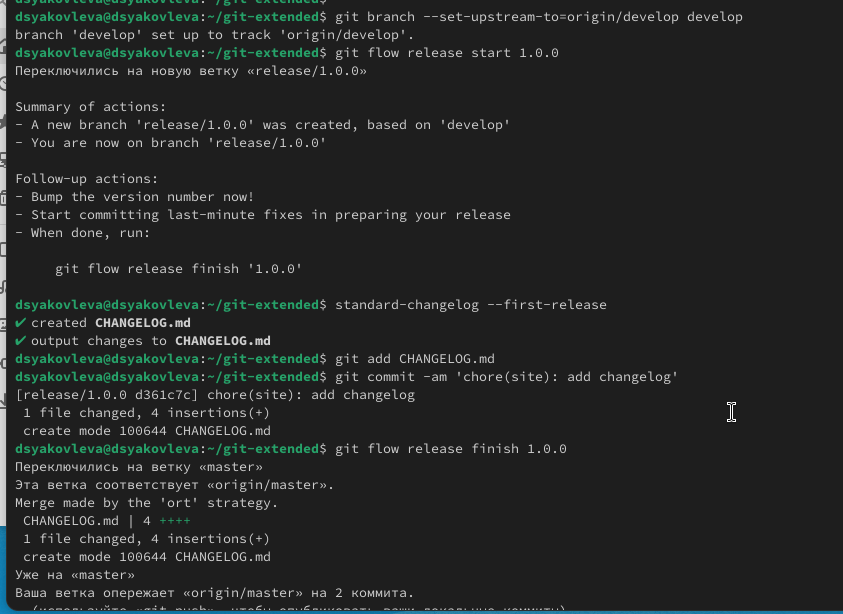 dsyakovleva@dsyakovleva:~/git-extended$ git branch --set-upstream-to=origin/develop develop
branch 'develop' set up to track 'origin/develop'.
dsyakovleva@dsyakovleva:~/git-extended$ git flow release start 1.0.0
Переключились на новую ветку «release/1.0.0»
Summary of actions:
- A new branch 'release/1.0.0' was created, based on 'develop'
- You are now on branch 'release/1.0.0'
Follow-up actions:
- Bump the version number now!
- Start committing last-minute fixes in preparing your release
- When done, run:
git flow release finish '1.0.0'
dsyakovleva@dsyakovleva:~/git-extended$ standard-changelog --first-release
✔ created CHANGELOG.md
✔ output changes to CHANGELOG.md
dsyakovleva@dsyakovleva:~/git-extended$ git add CHANGELOG.md
dsyakovleva@dsyakovleva:~/git-extended$ git commit -am 'chore(site): add changelog'
[release/1.0.0 d361c7c] chore(site): add changelog
1 file changed, 4 insertions(+)
create mode 100644 CHANGELOG.md
dsyakovleva@dsyakovleva:~/git-extended$ git flow release finish 1.0.0
Переключились на ветку «master»
Эта ветка соответствует «origin/master».
Merge made by the 'ort' strategy.
CHANGELOG.md | 4 ++++
1 file changed, 4 insertions(+)
create mode 100644 CHANGELOG.md
Уже на «master»
Ваша ветка опережает «origin/master» на 2 коммита.
(используйте «git push», чтобы опубликовать ваши локальные коммиты)